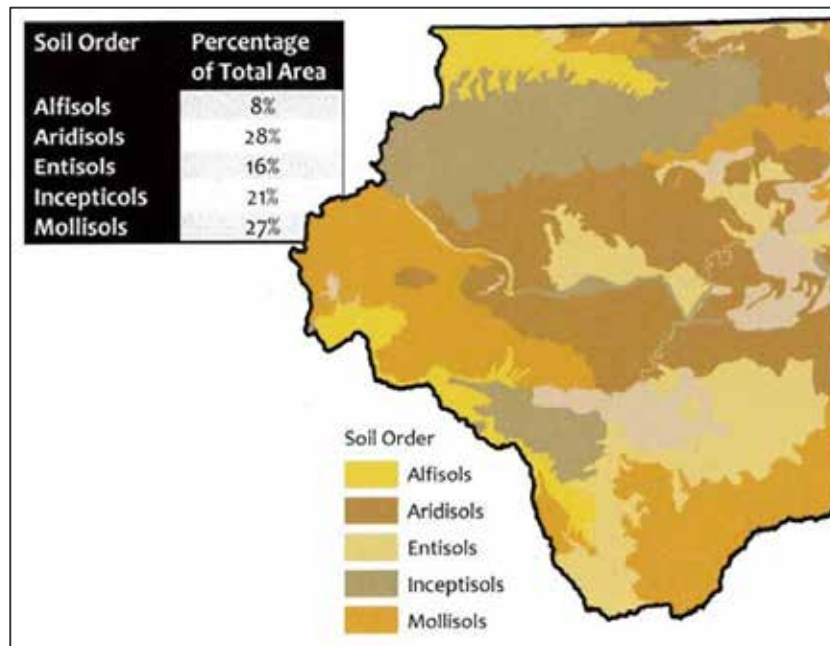 Soil Order Percentage of Total Area
Alfisols 8%
Aridisols 28%
Entisols 16%
Incepticols 21%
Mollisols 27%
Soil Order
Alfisols
Aridisols
Entisols
Inceptisols
Mollisols